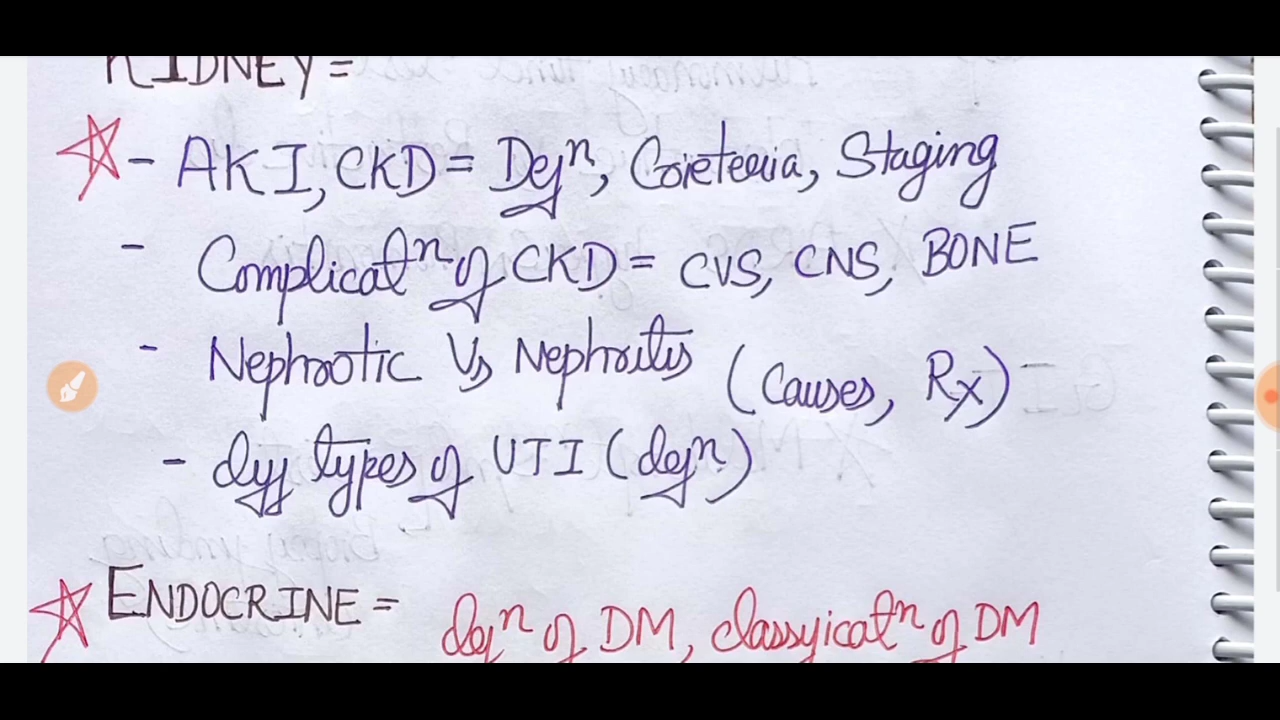 KIDNEY =
- AKI, CKD = Defⁿ, Criteria, Staging
- Complicatⁿ of CKD = CVS, CNS, BONE
- Nephrotic Vs Nephritis (Causes, Rx)
- diff types of UTI (defⁿ)
ENDOCRINE = defⁿ of DM, classificatⁿ of DM